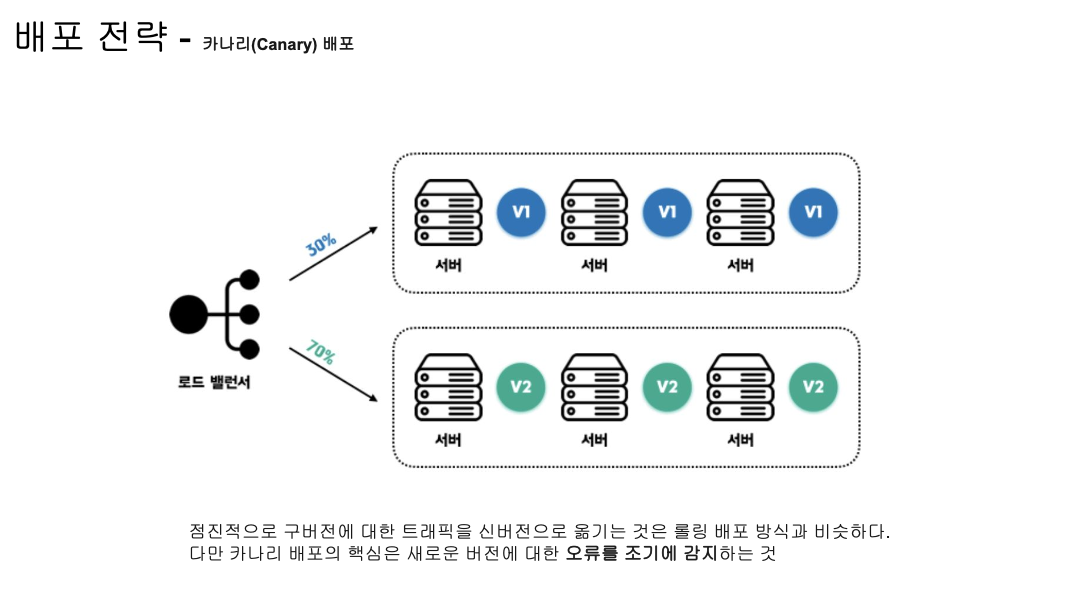 배포 전략 - 카나리(Canary) 배포
30%
V1
V1
V1
서버
서버
서버
로드 밸런서
70%
V2
V2
V2
서버
서버
서버
점진적으로 구버전에 대한 트래픽을 신버전으로 옮기는 것은 롤링 배포 방식과 비슷하다.
다만 카나리 배포의 핵심은 새로운 버전에 대한 오류를 조기에 감지하는 것